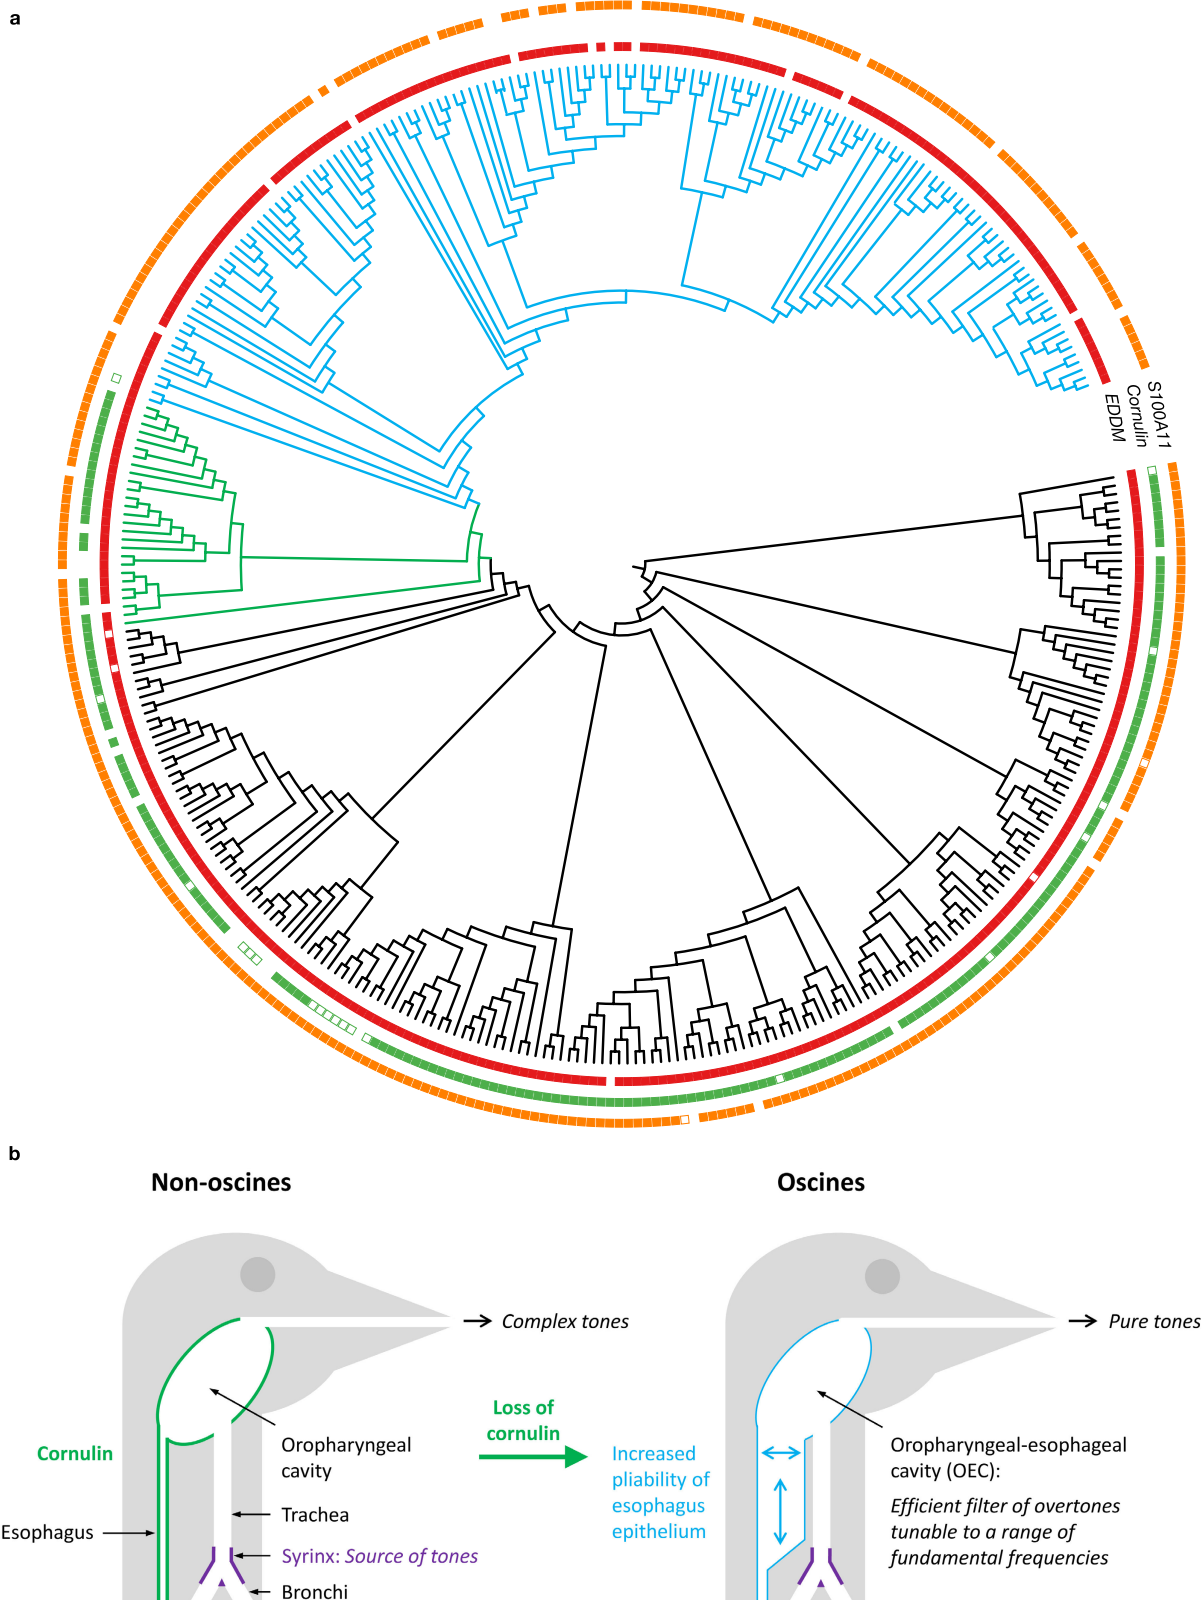 a
S100A11
Cornulin
EDDM
b
Non-oscines
Oscines
Complex tones
Pure tones
Loss of
cornulin
Cornulin
Oropharyngeal
cavity
Increased
pliability of
esophagus
epithelium
Oropharyngeal-esophageal
cavity (OEC):
Efficient filter of overtones
tunable to a range of
fundamental frequencies
Trachea
Esophagus
Syrinx: Source of tones
Bronchi